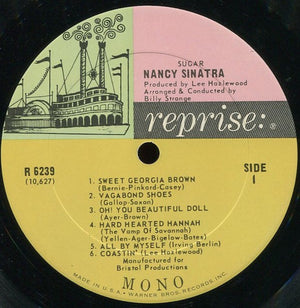 SUGAR
NANCY SINATRA
Produced by Lee Hazlewood
Arranged & Conducted by
Billy Strange
reprise:®
R 6239
(10,627)
SIDE
1
1. SWEET GEORGIA BROWN
(Bernie-Pinkard-Casey)
2. VAGABOND SHOES
(Gallop-Saxon)
3. OH! YOU BEAUTIFUL DOLL
(Ayer-Brown)
4. HARD HEARTED HANNAH
(The Vamp Of Savannah)
(Yellen-Ager-Bigelow-Bates)
5. ALL BY MYSELF (Irving Berlin)
6. COASTIN' (Lee Hazlewood)
Manufactured for
Bristol Productions
MONO
MADE IN U.S.A. • WARNER BROS. RECORDS INC.